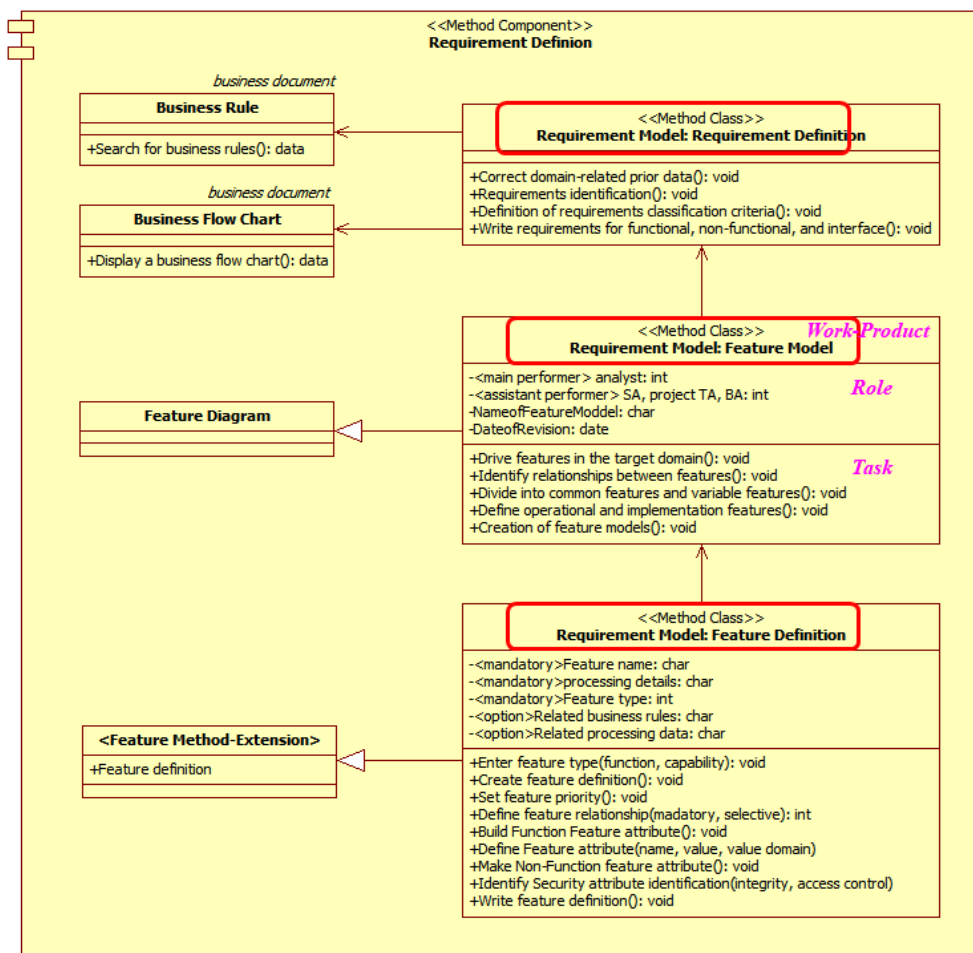 <<Method Component>>
Requirement Definion
business document
Business Rule
+Search for business rules(): data
business document
Business Flow Chart
+Display a business flow chart(): data
<<Method Class>>
Requirement Model: Requirement Definition
+Correct domain-related prior data(): void
+Requirements identification(): void
+Definition of requirements classification criteria(): void
+Write requirements for functional, non-functional, and interface(): void
<<Method Class>>
Requirement Model: Feature Model
Work-Product
-<main performer> analyst: int
-<assistant performer> SA, project TA, BA: int
-NameofFeatureModdel: char
-DateofRevision: date
Role
+Drive features in the target domain(): void
+Identify relationships between features(): void
+Divide into common features and variable features(): void
+Define operational and implementation features(): void
+Creation of feature models(): void
Task
Feature Diagram
<<Method Class>>
Requirement Model: Feature Definition
-<mandatory>Feature name: char
-<mandatory>processing details: char
-<mandatory>Feature type: int
-<option>Related business rules: char
-<option>Related processing data: char
+Enter feature type(function, capability): void
+Create feature definition(): void
+Set feature priority(): void
+Define feature relationship(madatory, selective): int
+Build Function Feature attribute(): void
+Define Feature attribute(name, value, value domain)
+Make Non-Function feature attribute(): void
+Identify Security attribute identification(integrity, access control)
+Write feature definition(): void
<Feature Method-Extension>
+Feature definition